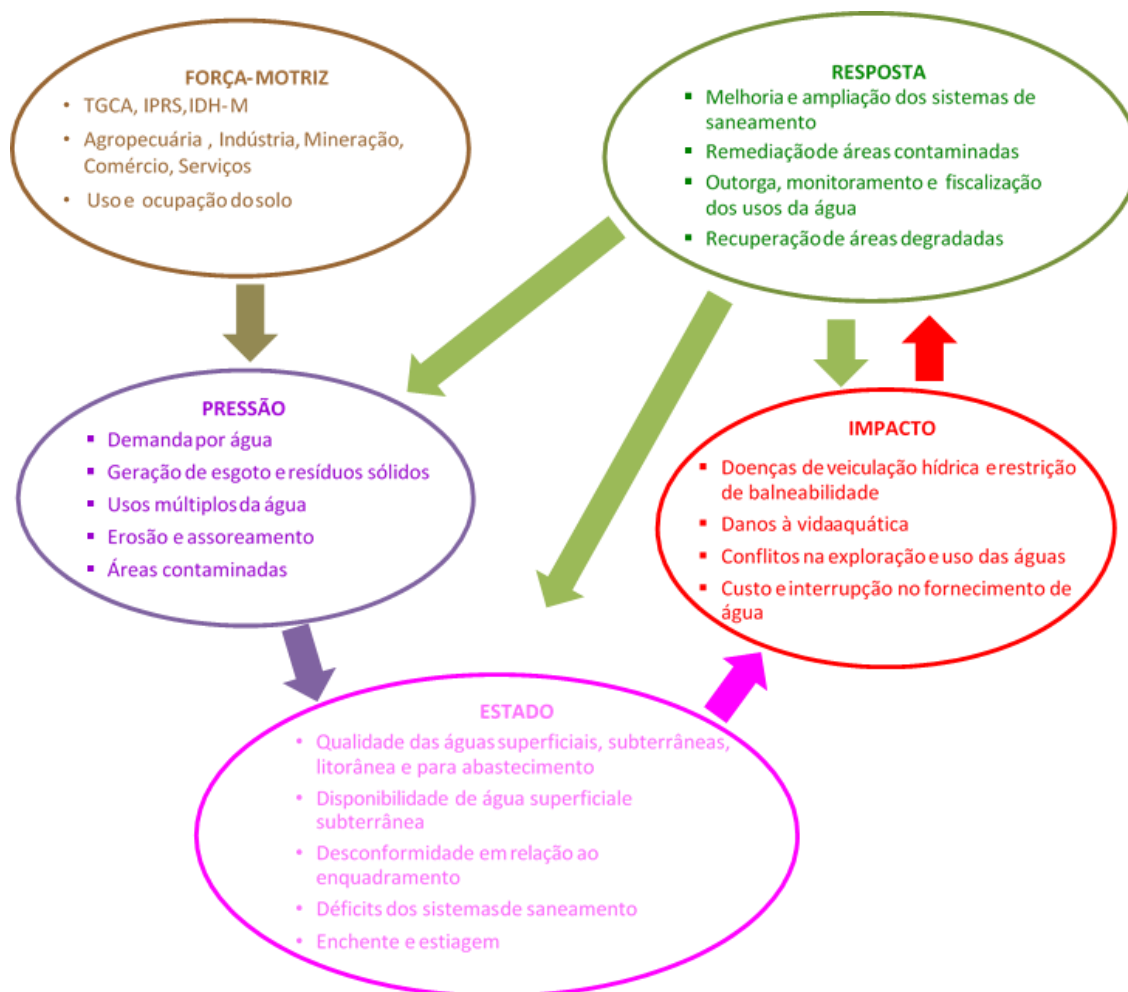 FORÇA-MOTRIZ
• TGCA, IPRS,IDH-M
• Agropecuária , Indústria, Mineração,
Comércio, Serviços
• Uso e ocupação do solo
RESPOSTA
▪ Melhoria e ampliação dos sistemas de
saneamento
▪ Remediação de áreas contaminadas
▪ Outorga, monitoramento e fiscalização
dos usos da água
▪ Recuperação de áreas degradadas
PRESSÃO
▪ Demanda por água
▪ Geração de esgoto e resíduos sólidos
▪ Usos múltiplos da água
▪ Erosão e assoreamento
▪ Áreas contaminadas
IMPACTO
▪ Doenças de veiculação hídrica e restrição
de balneabilidade
▪ Danos à vidaaquática
▪ Conflitos na exploração e uso das águas
▪ Custo e interrupção no fornecimento de
água
ESTADO
• Qualidade das águas superficiais, subterrâneas,
litorânea e para abastecimento
• Disponibilidade de água superficial e
subterrânea
• Desconformidade em relação ao
enquadramento
• Déficits dos sistemas de saneamento
• Enchente e estiagem